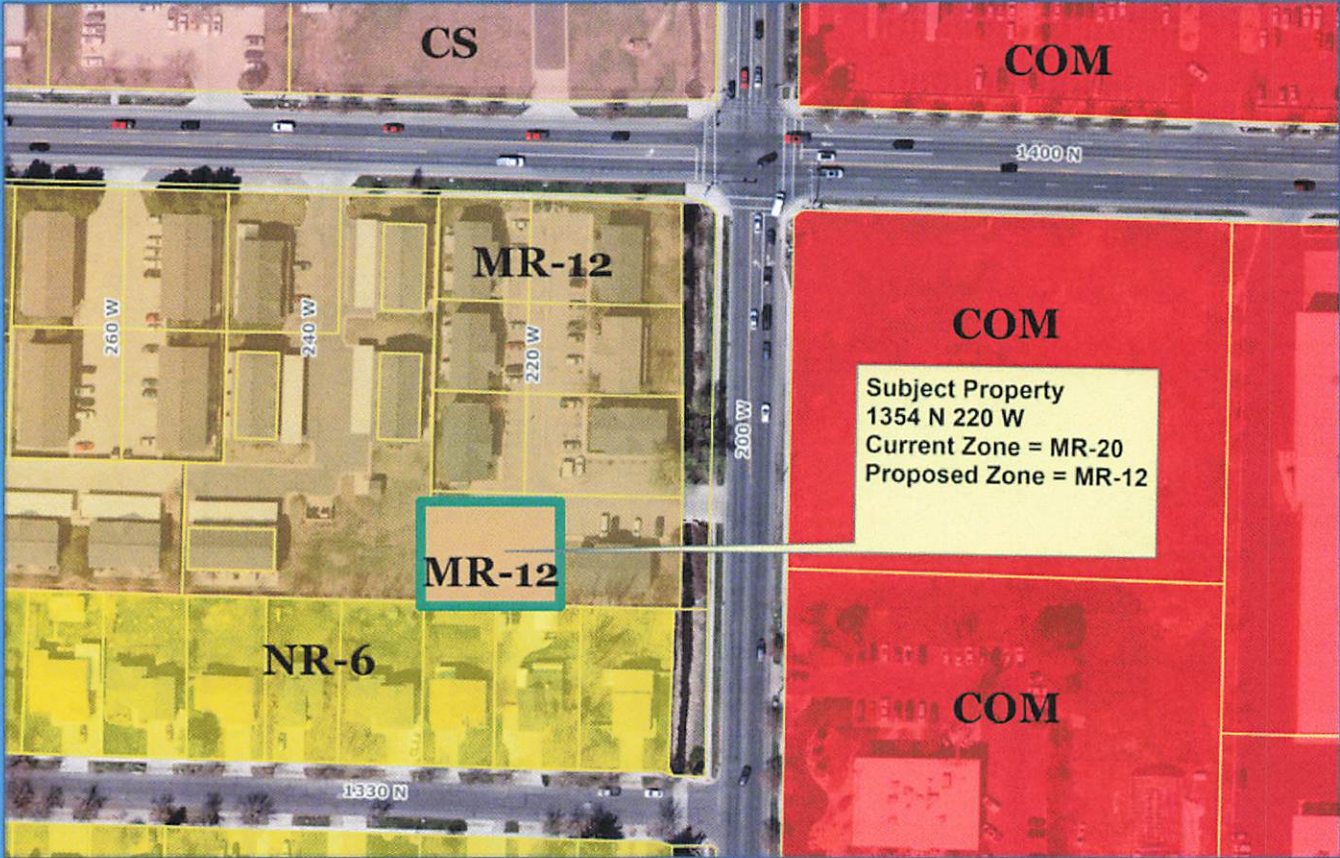 CS
COM
1400 N
MR-12
260 W
240 W
220 W
200 W
COM
Subject Property
1354 N 220 W
Current Zone = MR-20
Proposed Zone = MR-12
MR-12
NR-6
COM
1330 N